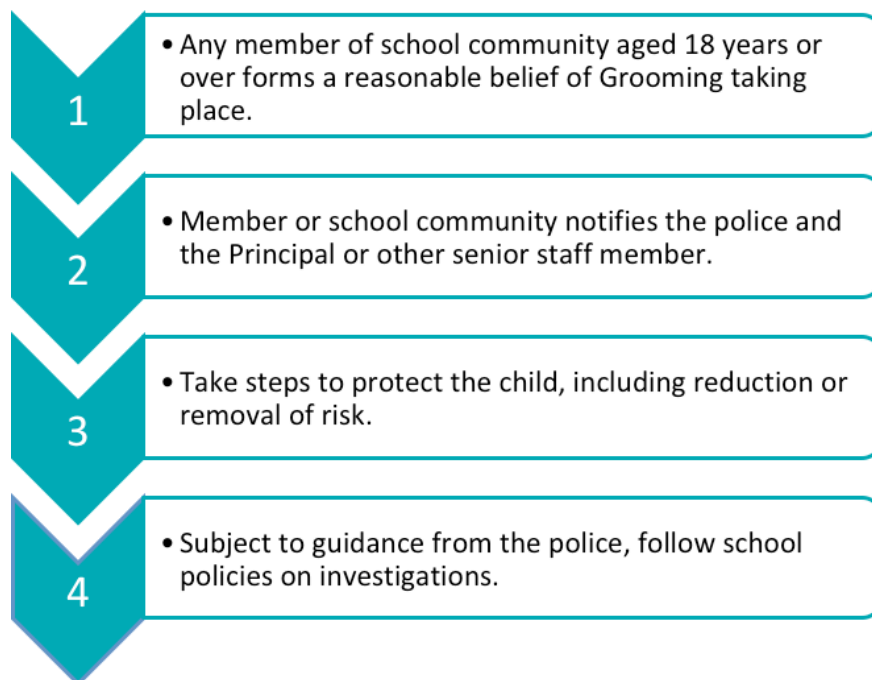 1
• Any member of school community aged 18 years or
over forms a reasonable belief of Grooming taking
place.
2
• Member or school community notifies the police and
the Principal or other senior staff member.
3
• Take steps to protect the child, including reduction or
removal of risk.
4
• Subject to guidance from the police, follow school
policies on investigations.